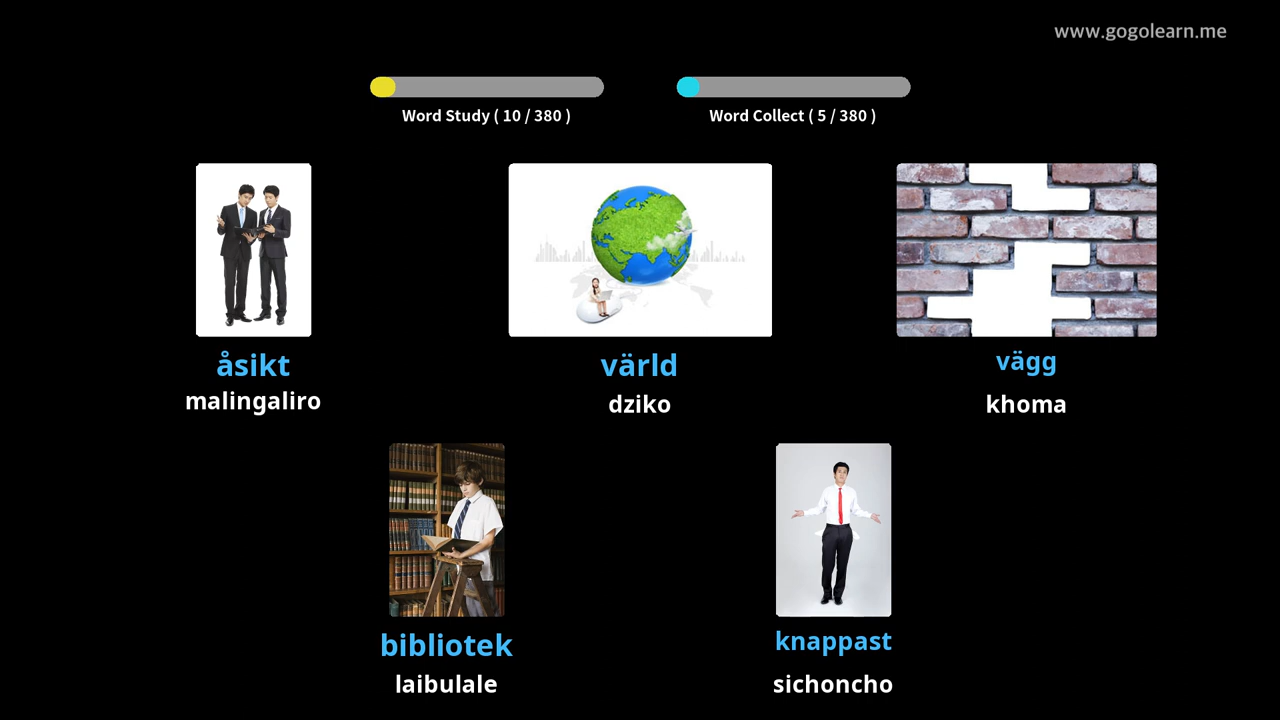 www.gogolearn.me
Word Study ( 10 / 380 )
Word Collect ( 5 / 380 )
åsikt
malingaliro
värld
dziko
vägg
khoma
bibliotek
laibulale
knappast
sichoncho